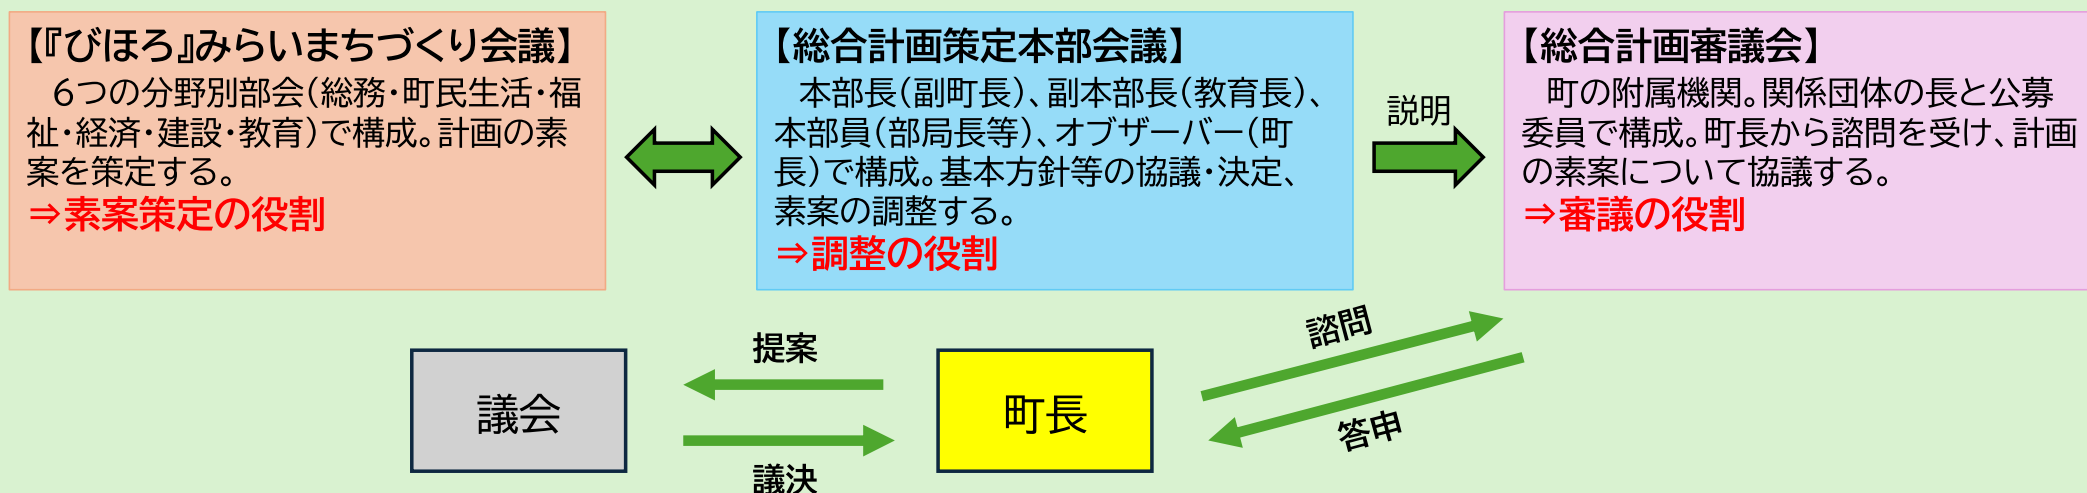 【『びほろ』みらいまちづくり会議】
６つの分野別部会（総務・町民生活・福
祉・経済・建設・教育）で構成。計画の素
案を策定する。
⇒素案策定の役割
【総合計画策定本部会議】
本部長（副町長）、副本部長（教育長）、
本部員（部局長等）、オブザーバー（町
長）で構成。基本方針等の協議・決定、
素案の調整する。
⇒調整の役割
説明
【総合計画審議会】
町の附属機関。関係団体の長と公募
委員で構成。町長から諮問を受け、計画
の素案について協議する。
⇒審議の役割
議会
提案
議決
町長
諮問
答申